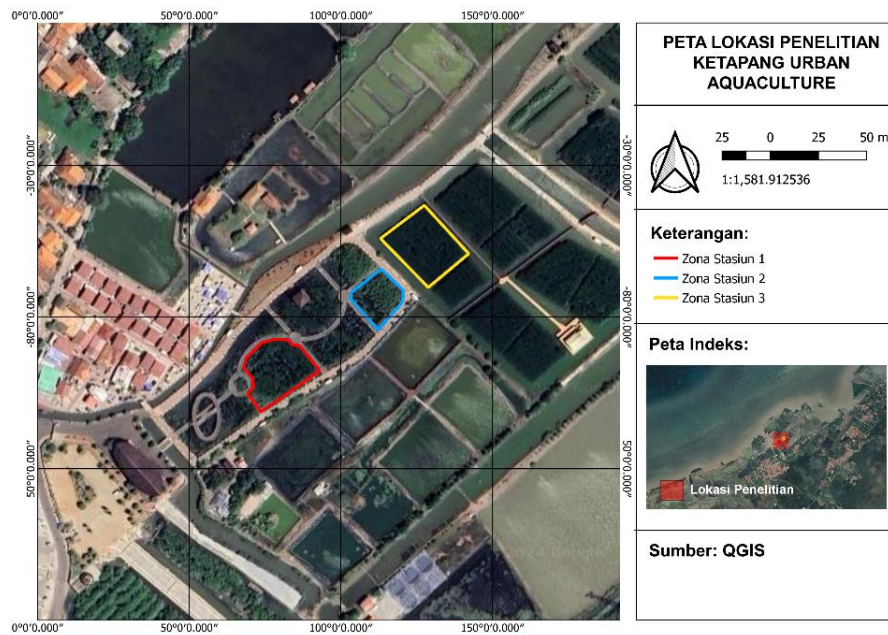 0°0'0.000" 50°0'0.000" 100°0'0.000" 150°0'0.000"
PETA LOKASI PENELITIAN
KETAPANG URBAN
AQUACULTURE
25 0 25 50 m
1:1,581.912536
-30°0'0.000" -30°0'0.000"
Keterangan:
Zona Stasiun 1
Zona Stasiun 2
Zona Stasiun 3
-80°0'0.000" -80°0'0.000"
Peta Indeks:
Lokasi Penelitian
50°0'0.000" 50°0'0.000"
Sumber: QGIS
0°0'0.000" 50°0'0.000" 100°0'0.000" 150°0'0.000"